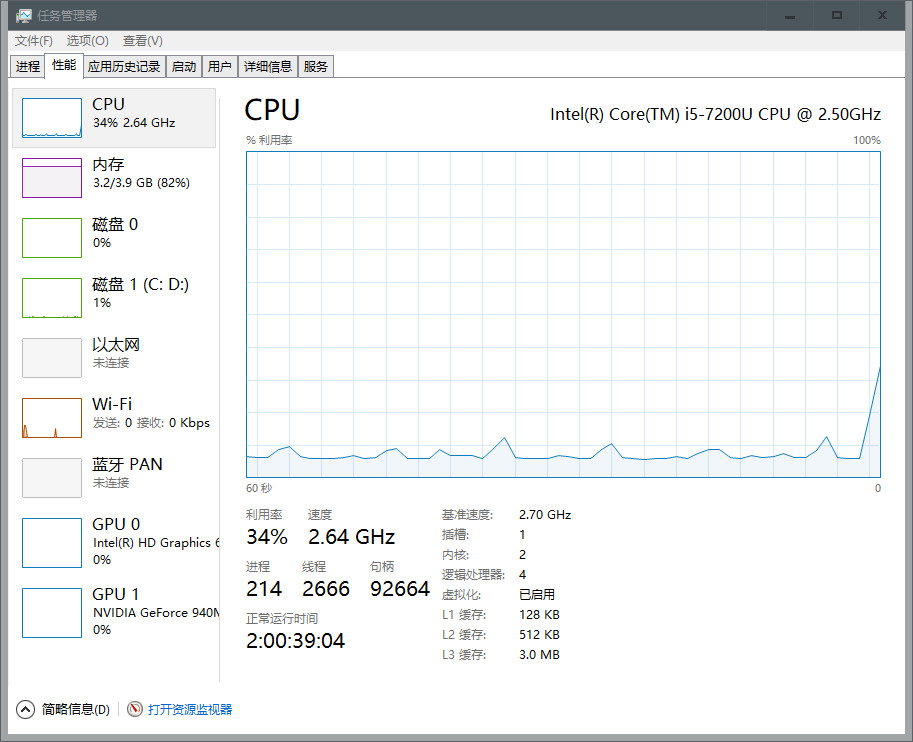 任务管理器
文件(F) 选项(O) 查看(V)
进程 性能 应用历史记录 启动 用户 详细信息 服务
CPU
34% 2.64 GHz
内存
3.2/3.9 GB (82%)
磁盘 0
0%
磁盘 1 (C: D:)
1%
以太网
未连接
Wi-Fi
发送: 0 接收: 0 Kbps
蓝牙 PAN
未连接
GPU 0
Intel(R) HD Graphics 6
0%
GPU 1
NVIDIA GeForce 940M
0%
CPU
Intel(R) Core(TM) i5-7200U CPU @ 2.50GHz
% 利用率 100%
60 秒 0
利用率 速度
34% 2.64 GHz
进程 线程 句柄
214 2666 92664
正常运行时间
2:00:39:04
基准速度: 2.70 GHz
插槽: 1
内核: 2
逻辑处理器: 4
虚拟化: 已启用
L1 缓存: 128 KB
L2 缓存: 512 KB
L3 缓存: 3.0 MB
简略信息(D) 打开资源监视器